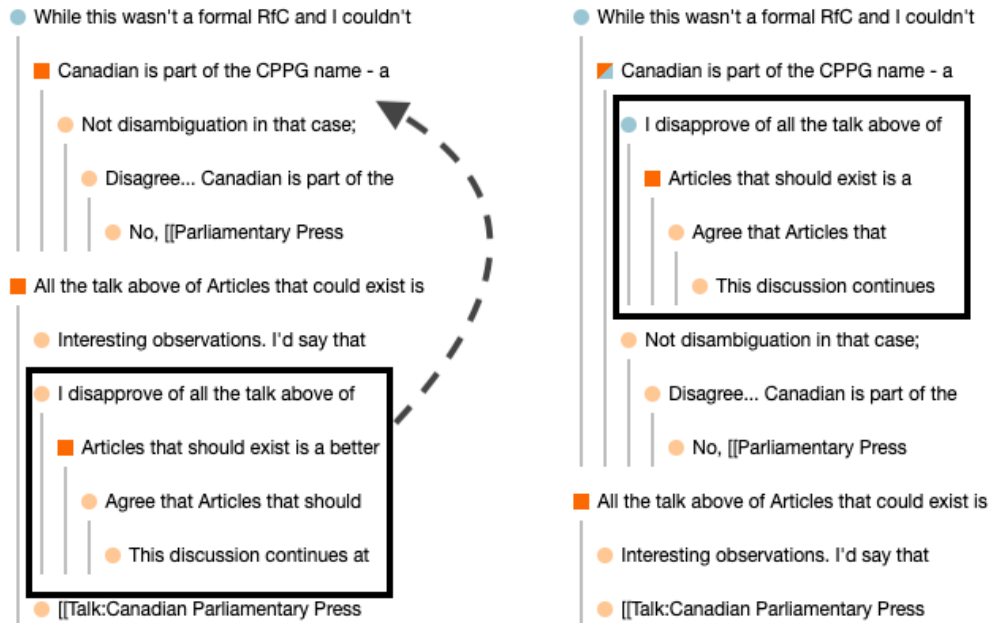 While this wasn't a formal RfC and I couldn't
Canadian is part of the CPPG name - a
Not disambiguation in that case;
Disagree... Canadian is part of the
No, [[Parliamentary Press
All the talk above of Articles that could exist is
Interesting observations. I'd say that
I disapprove of all the talk above of
Articles that should exist is a better
Agree that Articles that should
This discussion continues at
[[Talk:Canadian Parliamentary Press
While this wasn't a formal RfC and I couldn't
Canadian is part of the CPPG name - a
I disapprove of all the talk above of
Articles that should exist is a
Agree that Articles that
This discussion continues
Not disambiguation in that case;
Disagree... Canadian is part of the
No, [[Parliamentary Press
All the talk above of Articles that could exist is
Interesting observations. I'd say that
[[Talk:Canadian Parliamentary Press